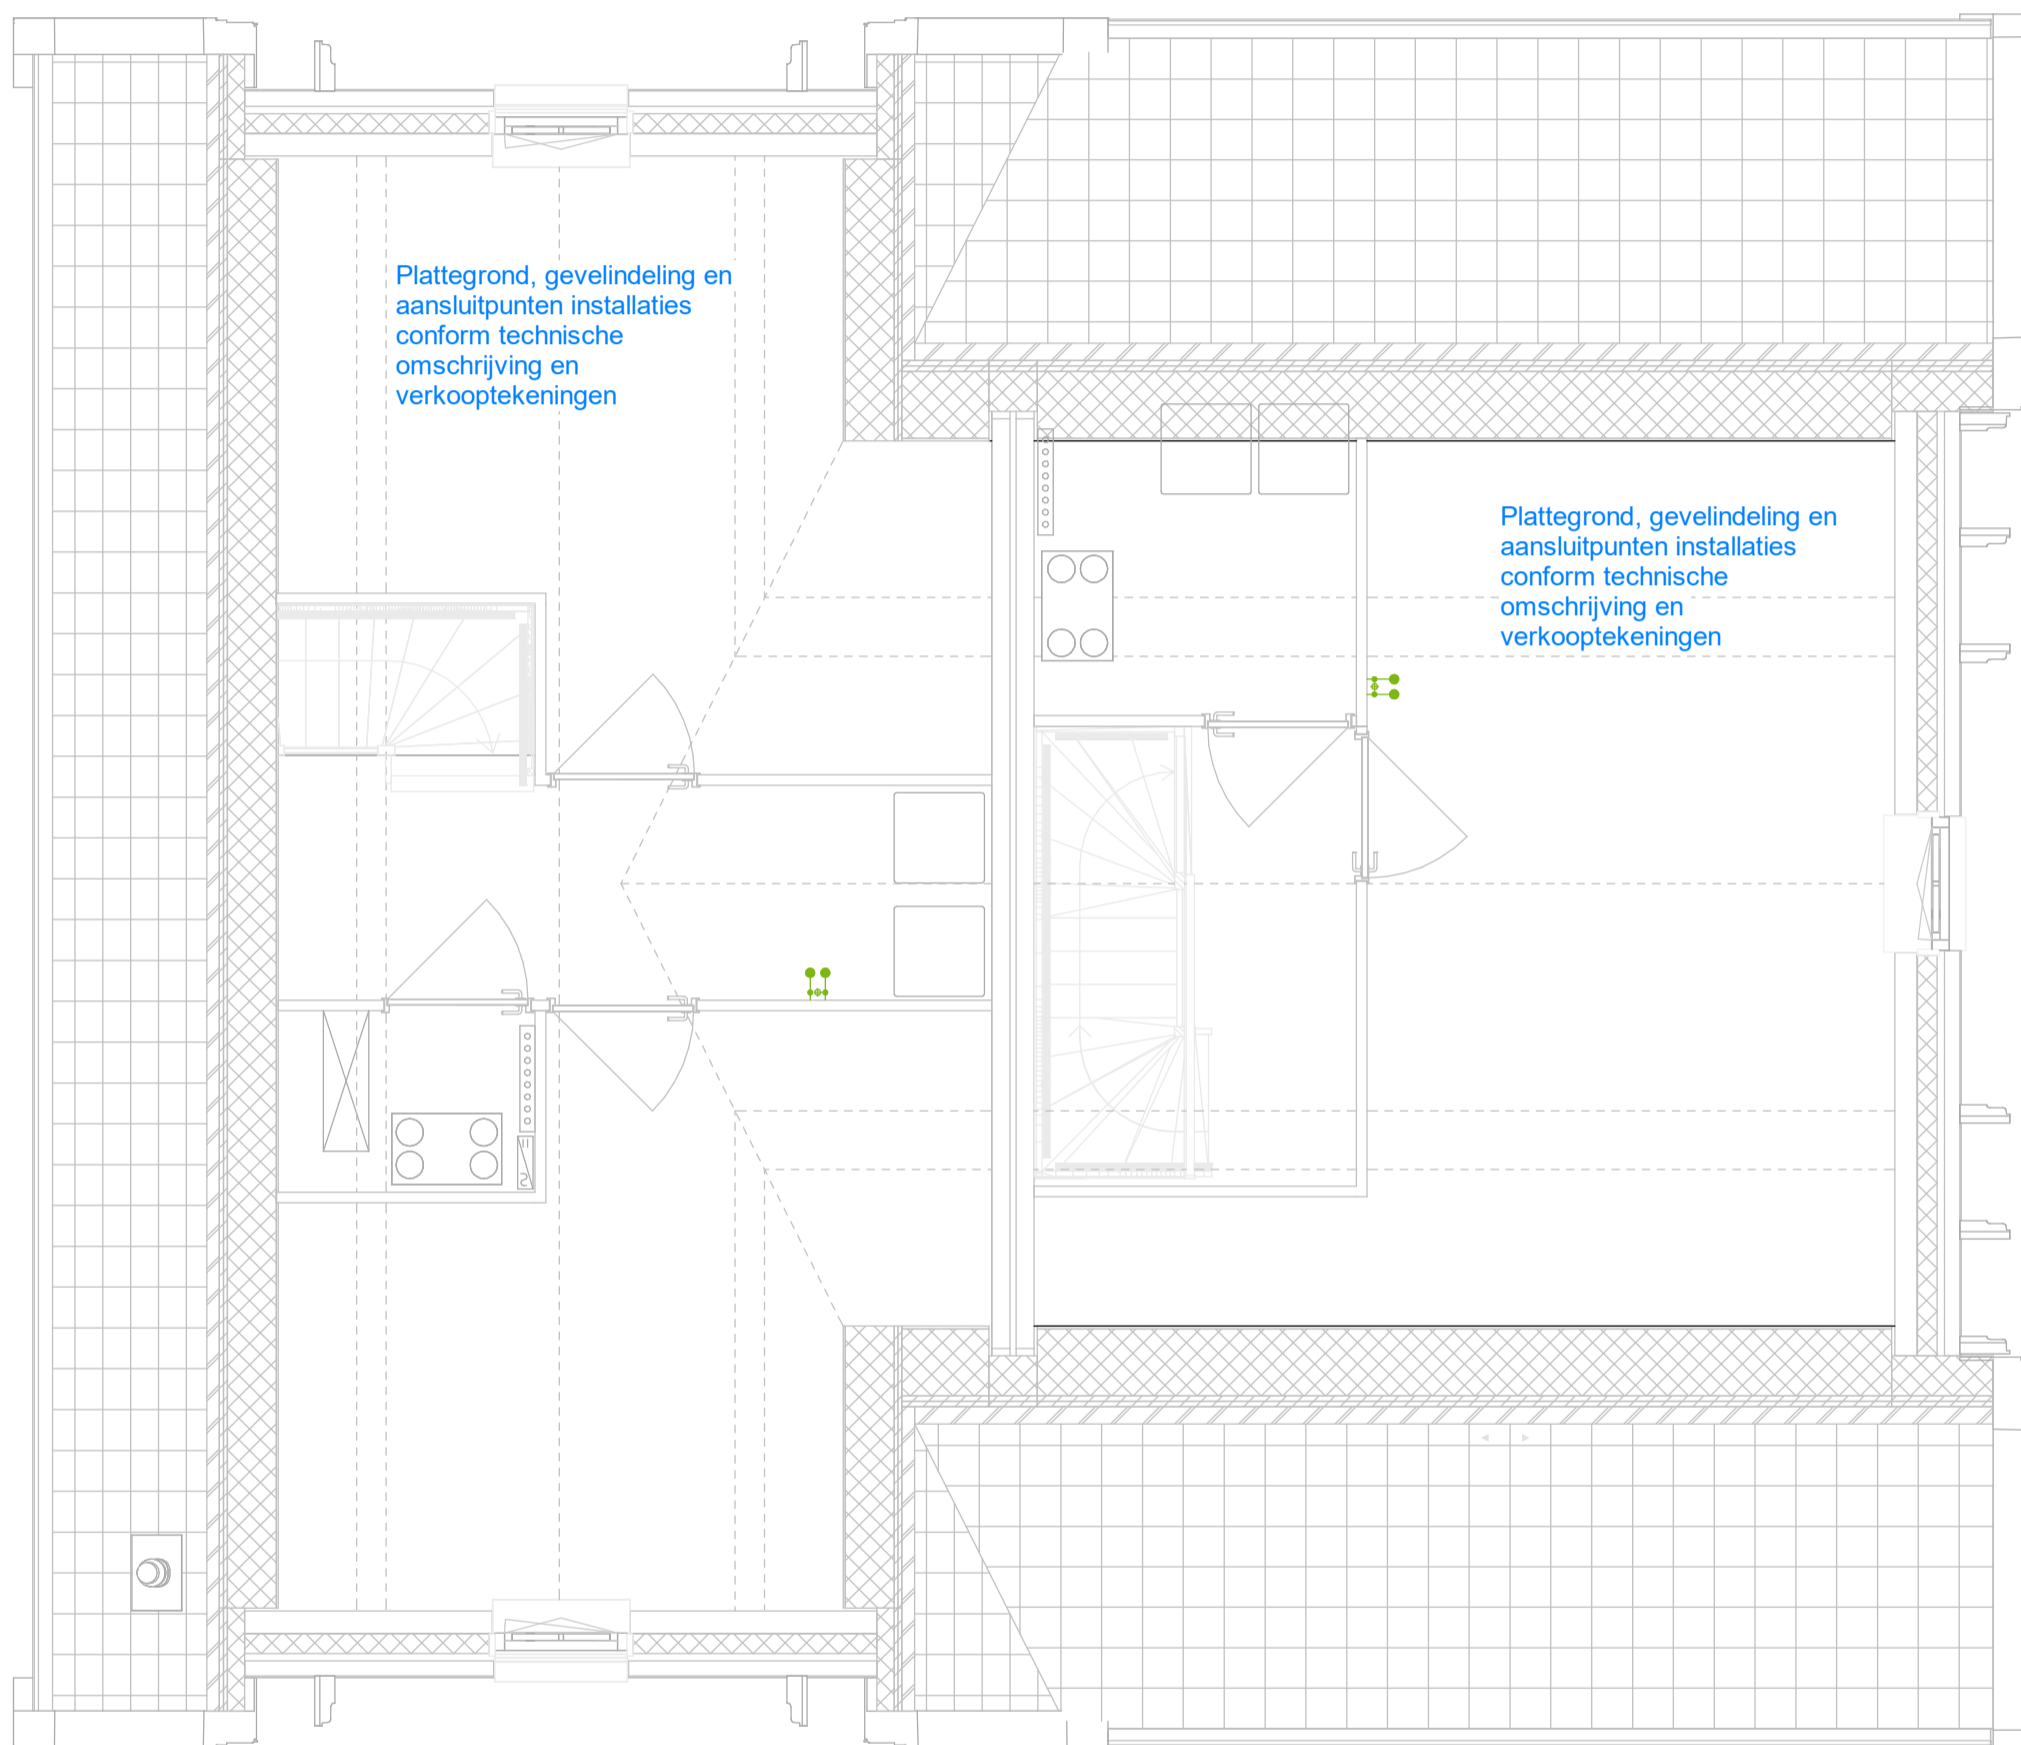 Plattegrond, gevelindeling en
aansluitpunten installaties
conform technische
omschrijving en
verkooptekeningen
Plattegrond, gevelindeling en
aansluitpunten installaties
conform technische
omschrijving en
verkooptekeningen